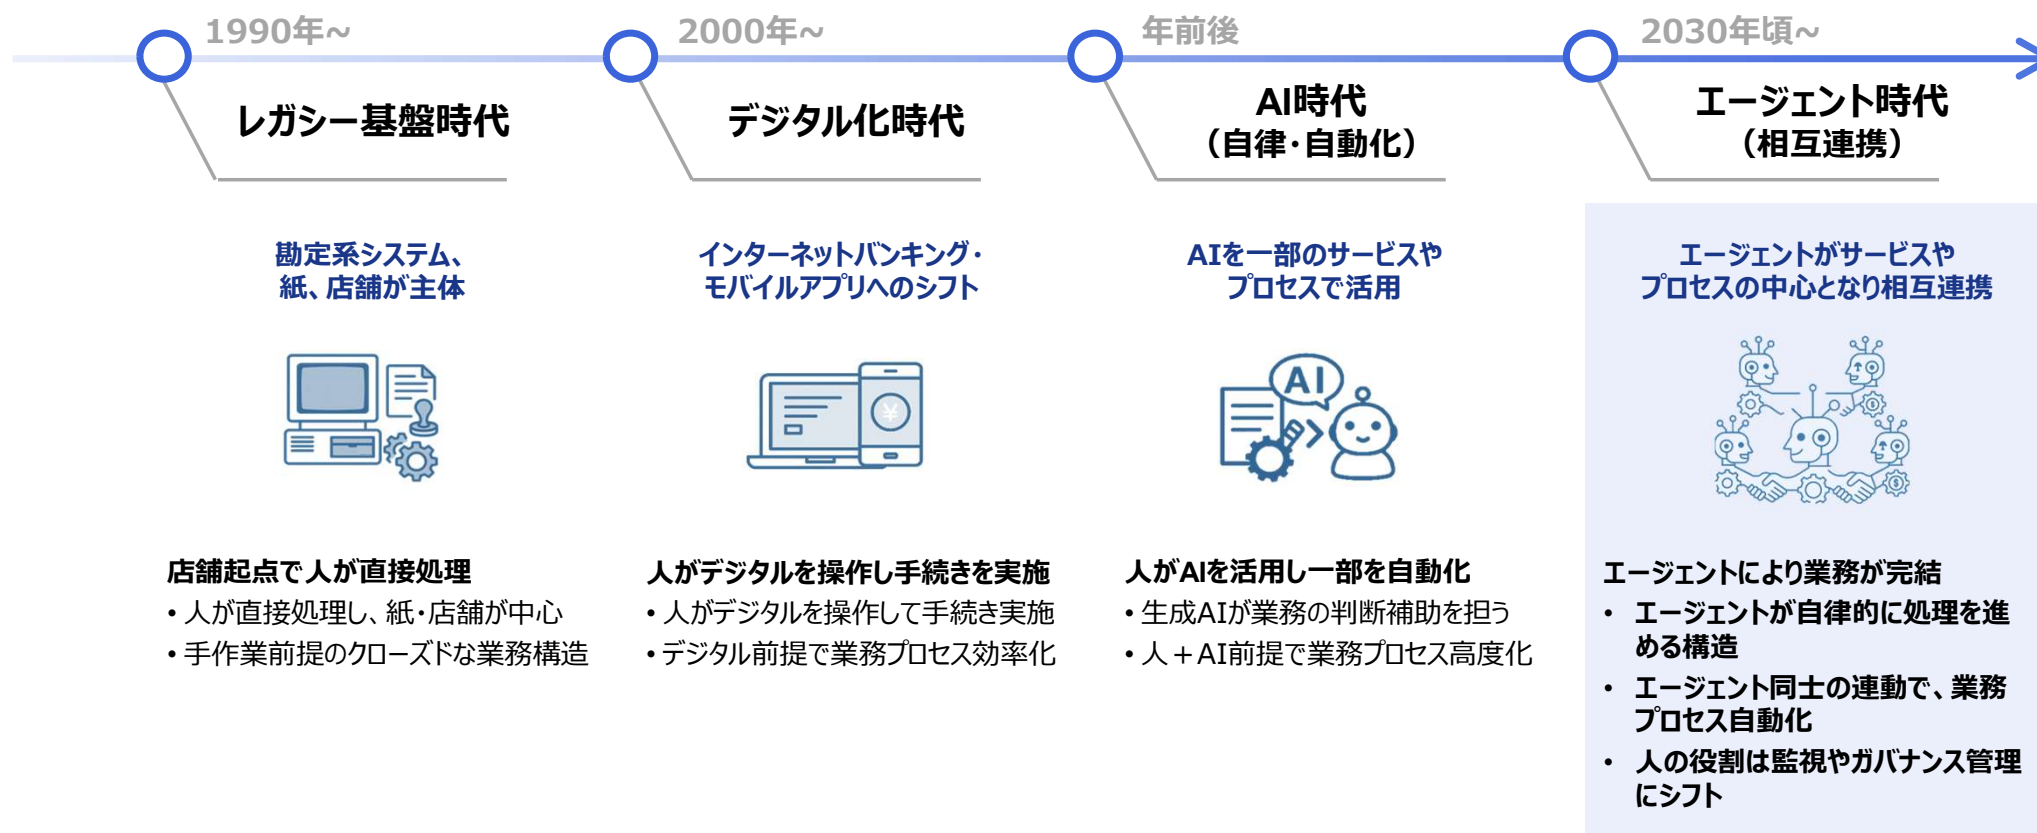 1990年~
2000年~
年前後
2030年頃~
レガシー基盤時代
デジタル化時代
AI時代
（自律・自動化）
エージェント時代
（相互連携）
勘定系システム、
紙、店舗が主体
インターネットバンキング・
モバイルアプリへのシフト
AIを一部のサービスや
プロセスで活用
エージェントがサービスや
プロセスの中心となり相互連携
¥
AI
$
$
店舗起点で人が直接処理
• 人が直接処理し、紙・店舗が中心
• 手作業前提のクローズドな業務構造
人がデジタルを操作し手続きを実施
• 人がデジタルを操作して手続き実施
• デジタル前提で業務プロセス効率化
人がAIを活用し一部を自動化
• 生成AIが業務の判断補助を担う
• 人＋AI前提で業務プロセス高度化
エージェントにより業務が完結
• エージェントが自律的に処理を進
める構造
• エージェント同士の連動で、業務
プロセス自動化
• 人の役割は監視やガバナンス管理
にシフト